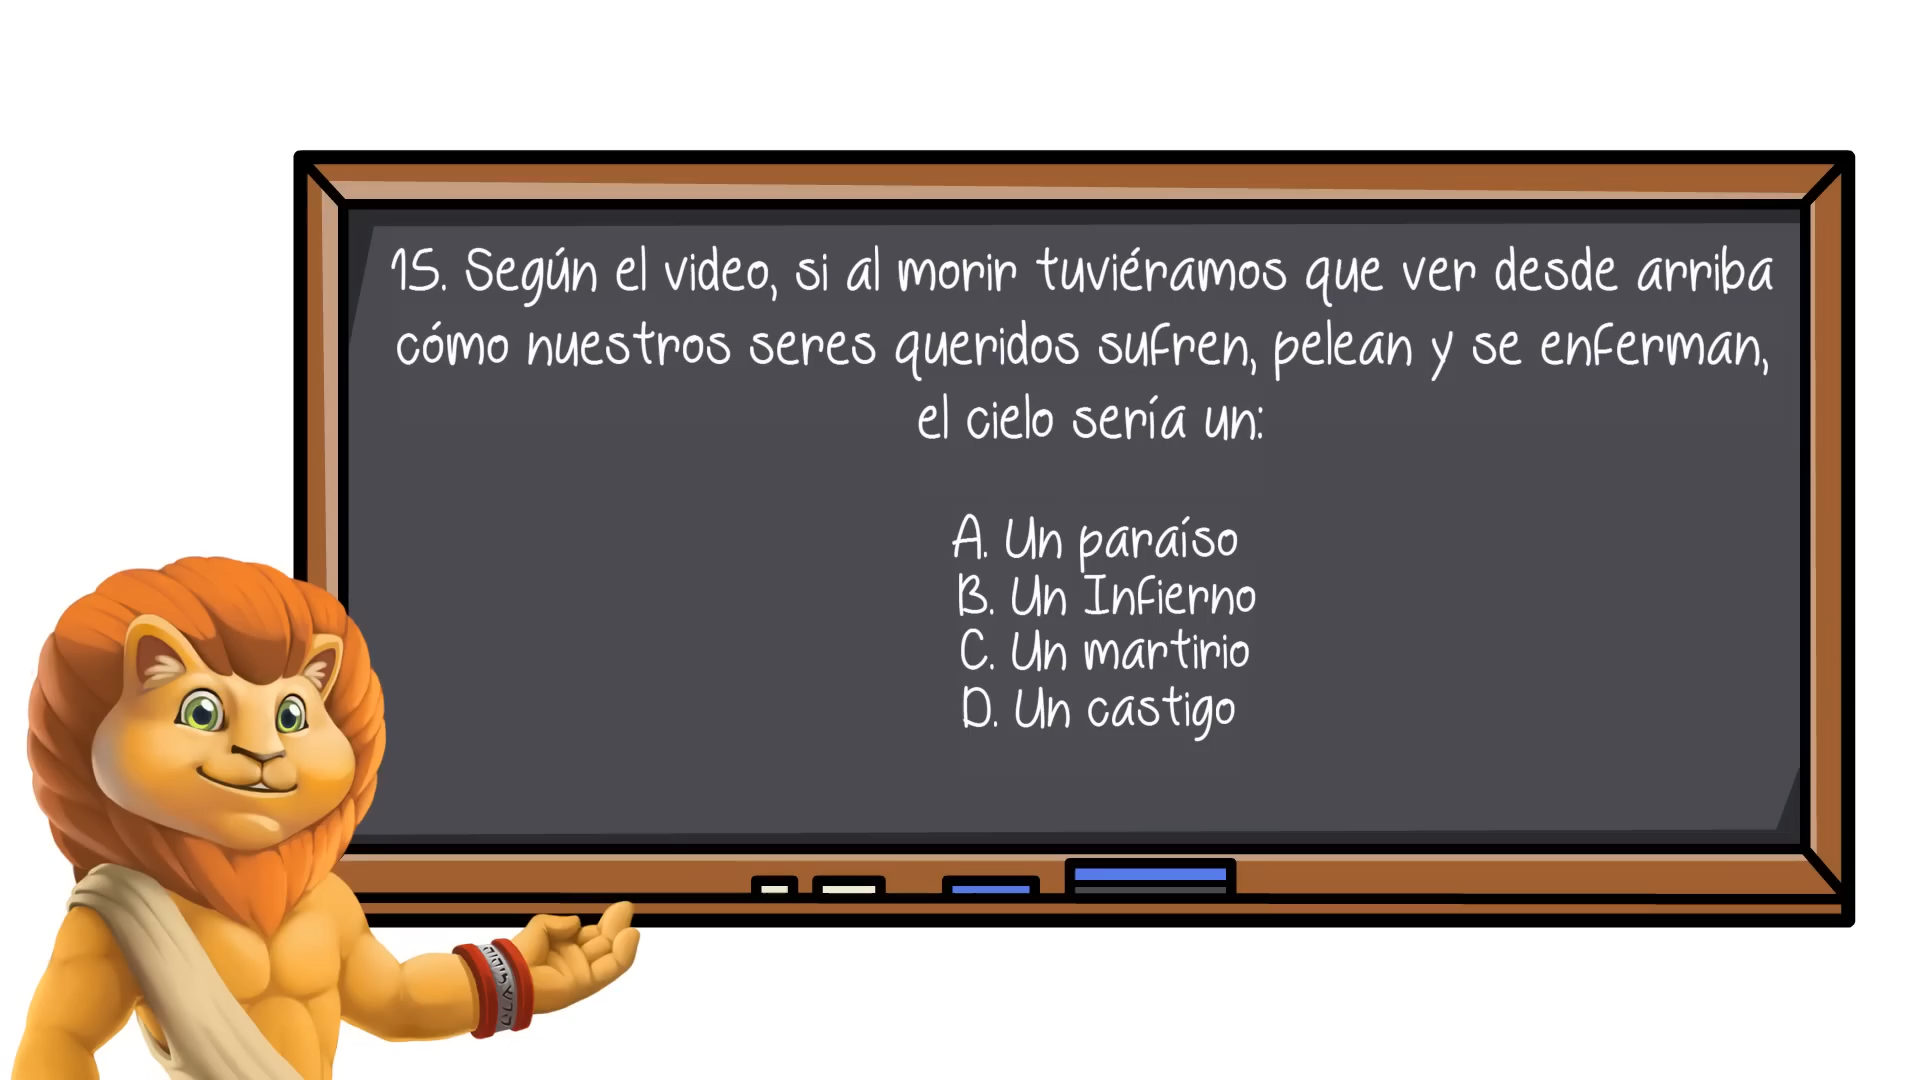 15. Según el video, si al morir tuviéramos que ver desde arriba
cómo nuestros seres queridos sufren, pelean y se enferman,
el cielo sería un:
A. Un paraíso
B. Un Infierno
C. Un martirio
D. Un castigo